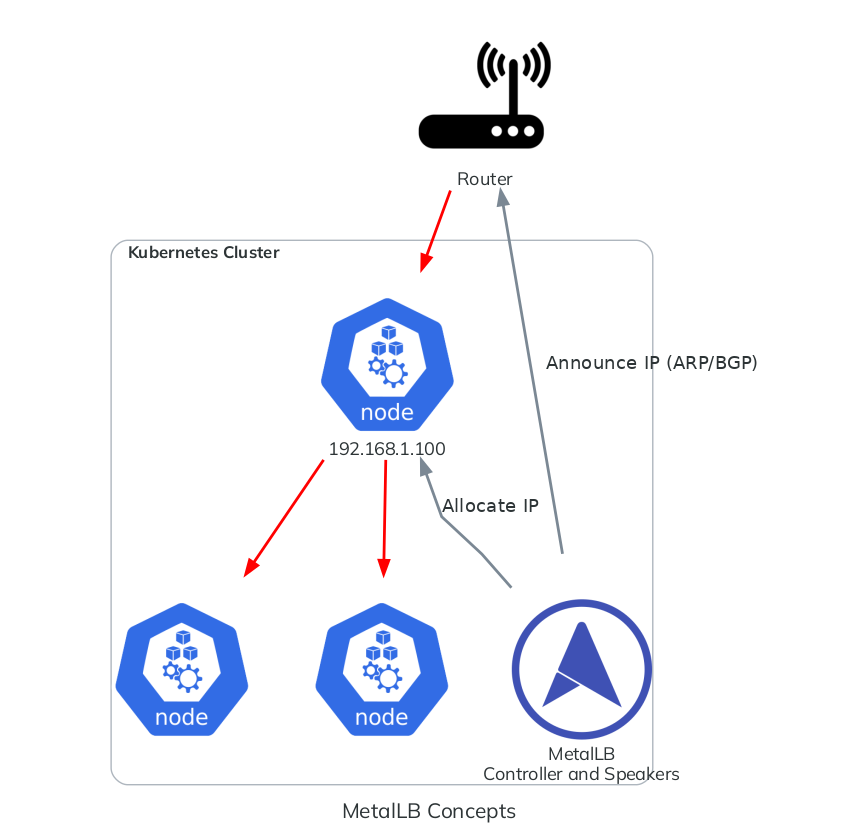 Router
Kubernetes Cluster
Announce IP (ARP/BGP)
node
192.168.1.100
Allocate IP
node
node
MetalLB
Controller and Speakers
MetalLB Concepts